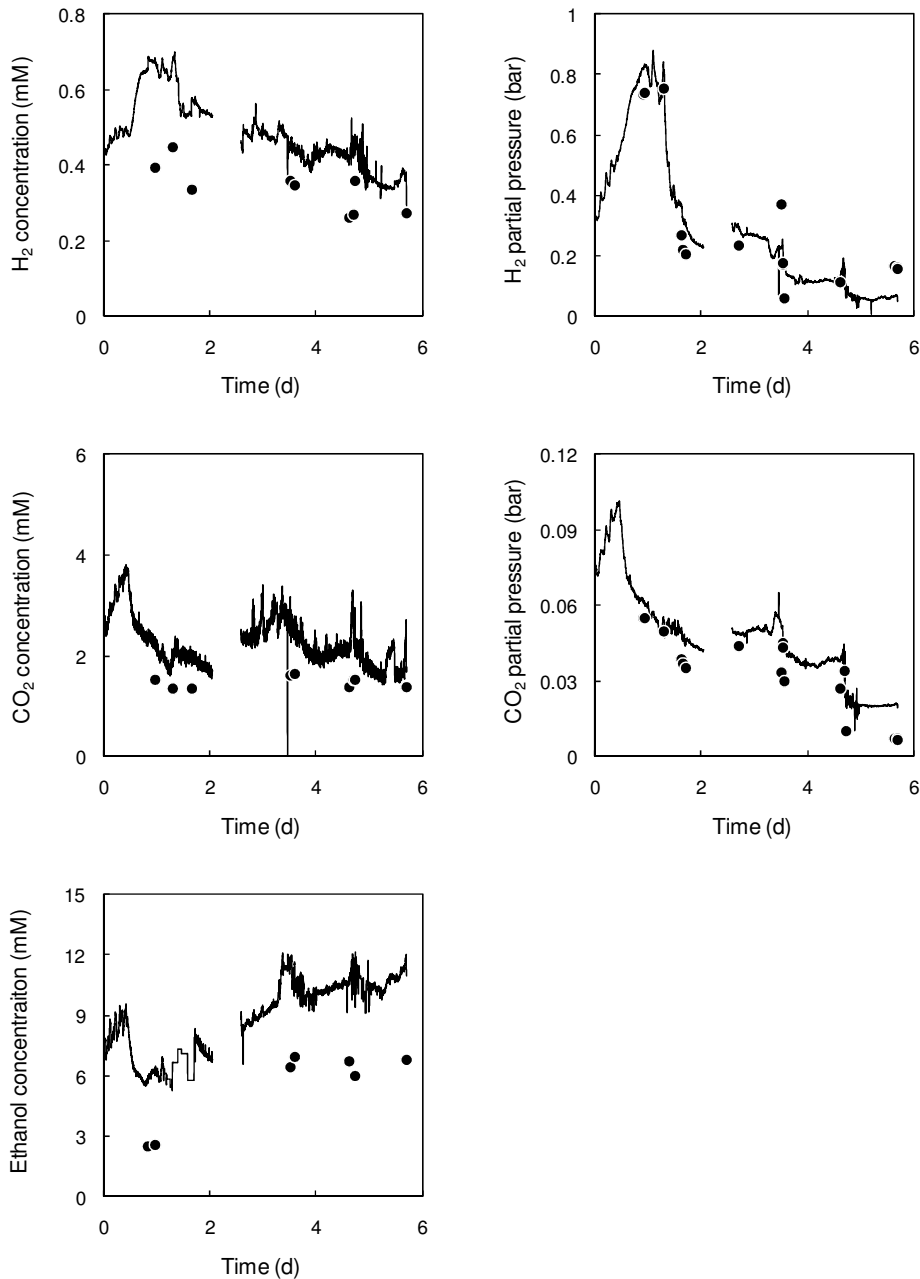 H2 concentration (mM)
0.8
0.6
0.4
0.2
0
0 2 4 6
Time (d)
H2 partial pressure (bar)
1
0.8
0.6
0.4
0.2
0
0 2 4 6
Time (d)
CO2 concentration (mM)
6
4
2
0
0 2 4 6
Time (d)
CO2 partial pressure (bar)
0.12
0.09
0.06
0.03
0
0 2 4 6
Time (d)
Ethanol concentraiton (mM)
15
12
9
6
3
0
0 2 4 6
Time (d)